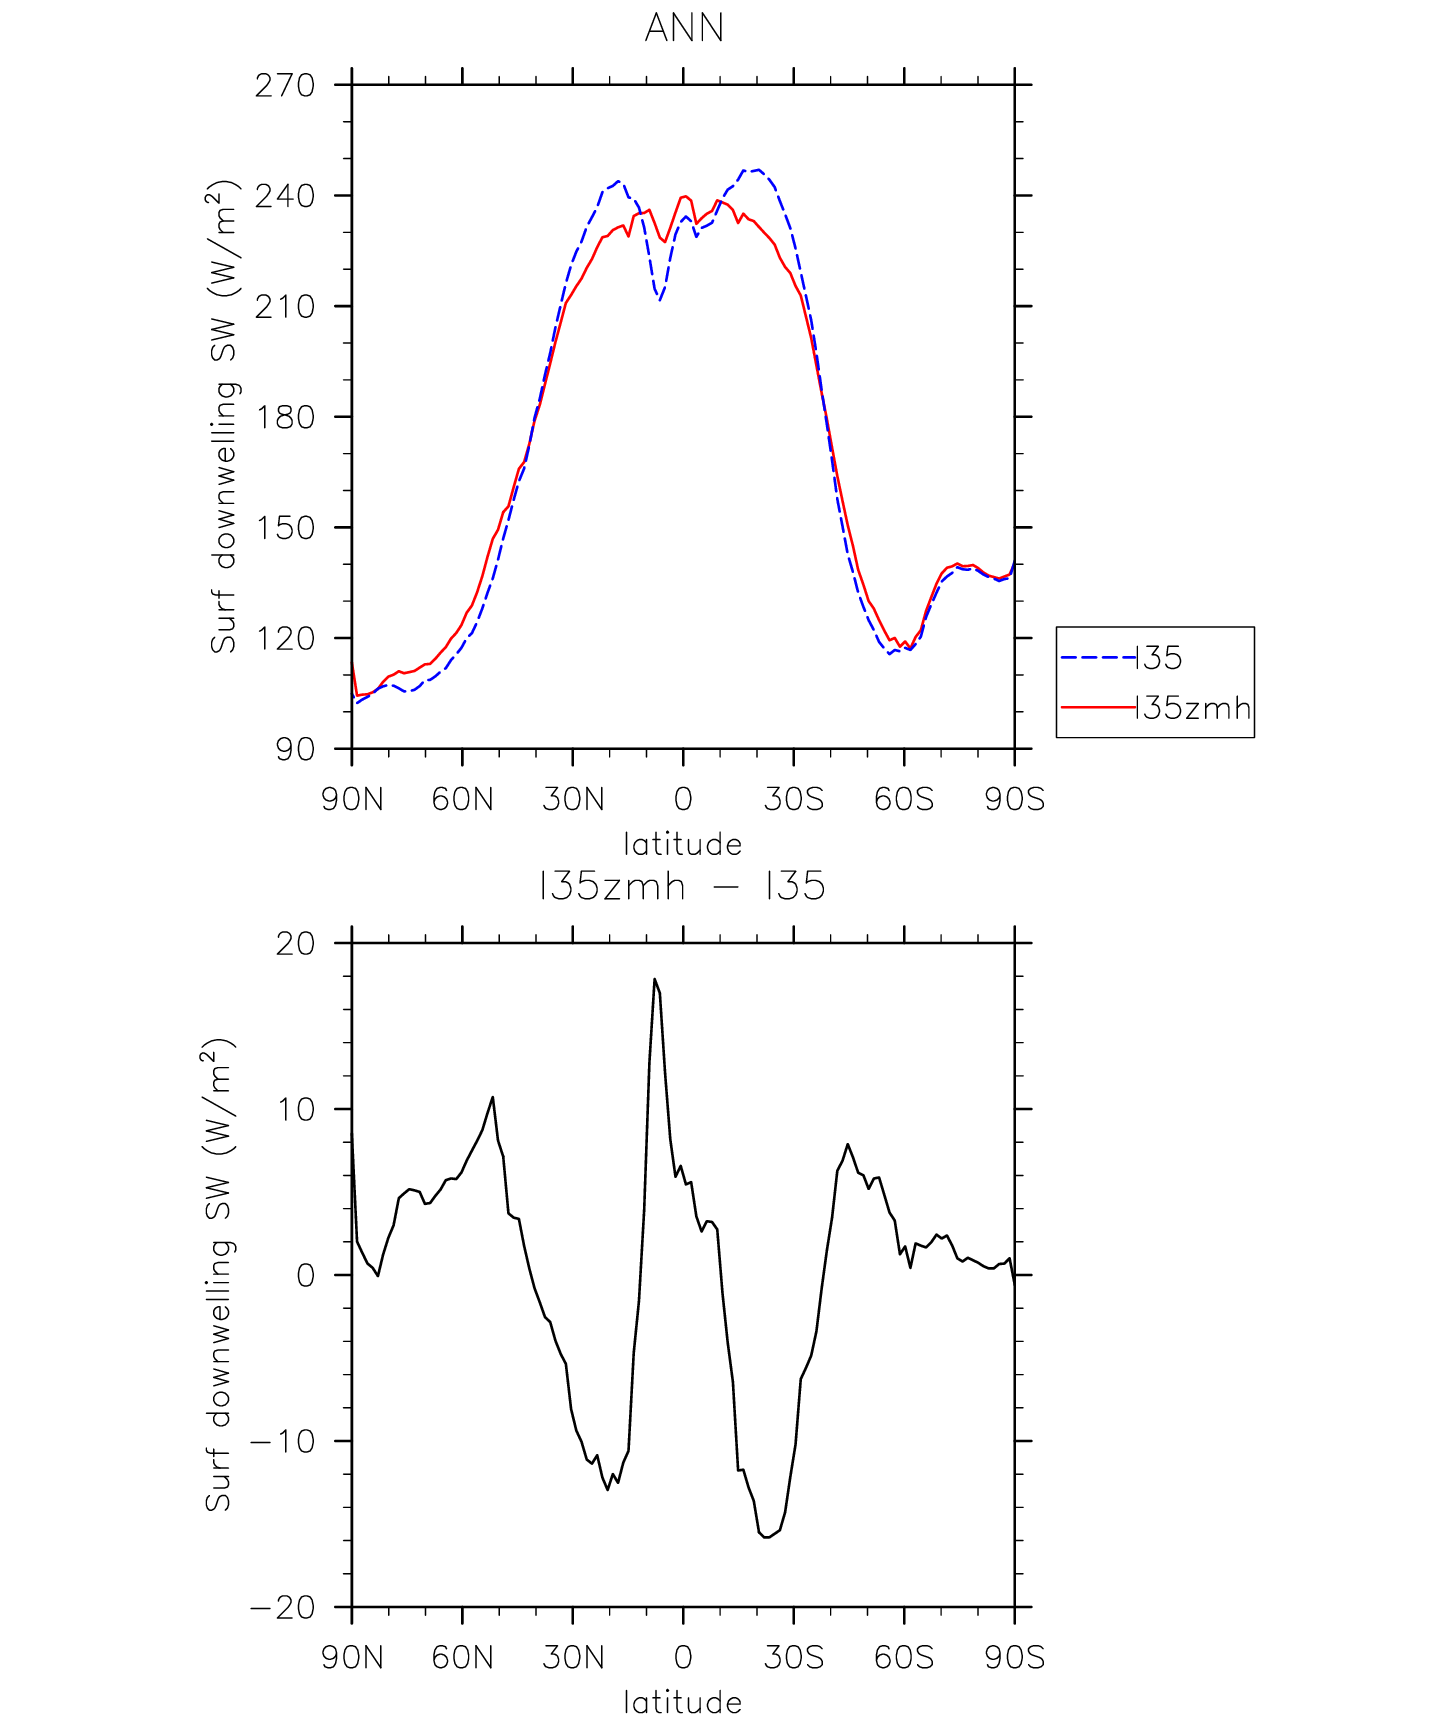 ANN
Surf downwelling SW (W/m²)
270
240
210
180
150
120
90
90N 60N 30N 0 30S 60S 90S
latitude
I35
I35zmh
I35zmh − I35
Surf downwelling SW (W/m²)
20
10
0
−10
−20
90N 60N 30N 0 30S 60S 90S
latitude